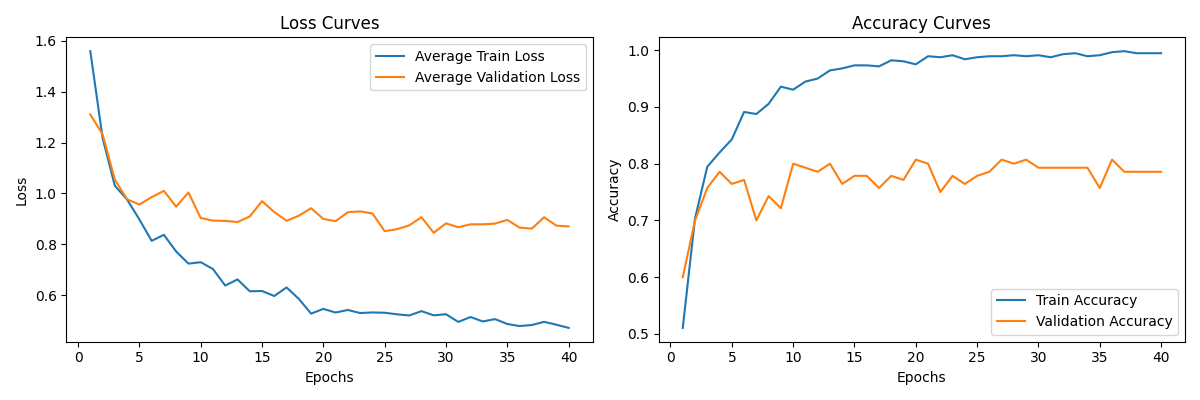 Loss Curves
1.6
1.4
1.2
1.0
0.8
0.6
Loss
0 5 10 15 20 25 30 35 40
Epochs
Average Train Loss
Average Validation Loss
Accuracy Curves
1.0
0.9
0.8
0.7
0.6
0.5
Accuracy
0 5 10 15 20 25 30 35 40
Epochs
Train Accuracy
Validation Accuracy